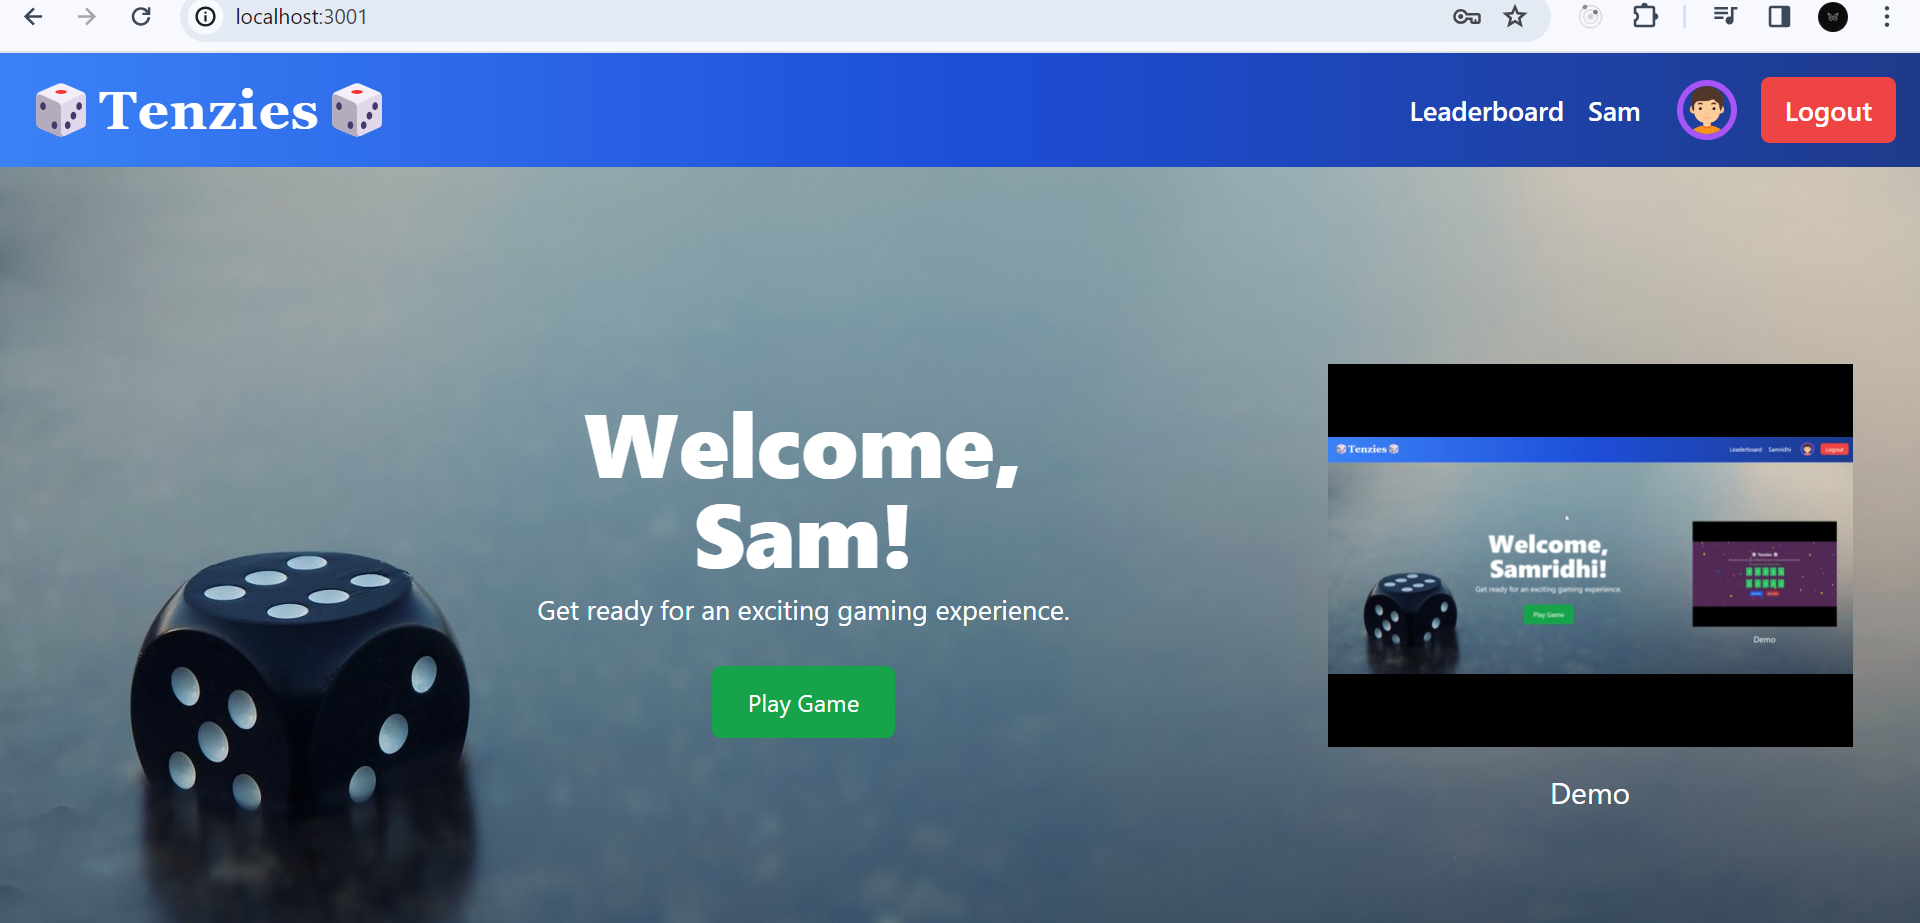 localhost:3001
Tenzies
Leaderboard Sam Logout
Welcome,
Sam!
Get ready for an exciting gaming experience.
Play Game
Tenzies
Leaderboard Samridhi Logout
Welcome,
Samridhi!
Get ready for an exciting gaming experience.
Play Game
Tenzies
Demo
Demo